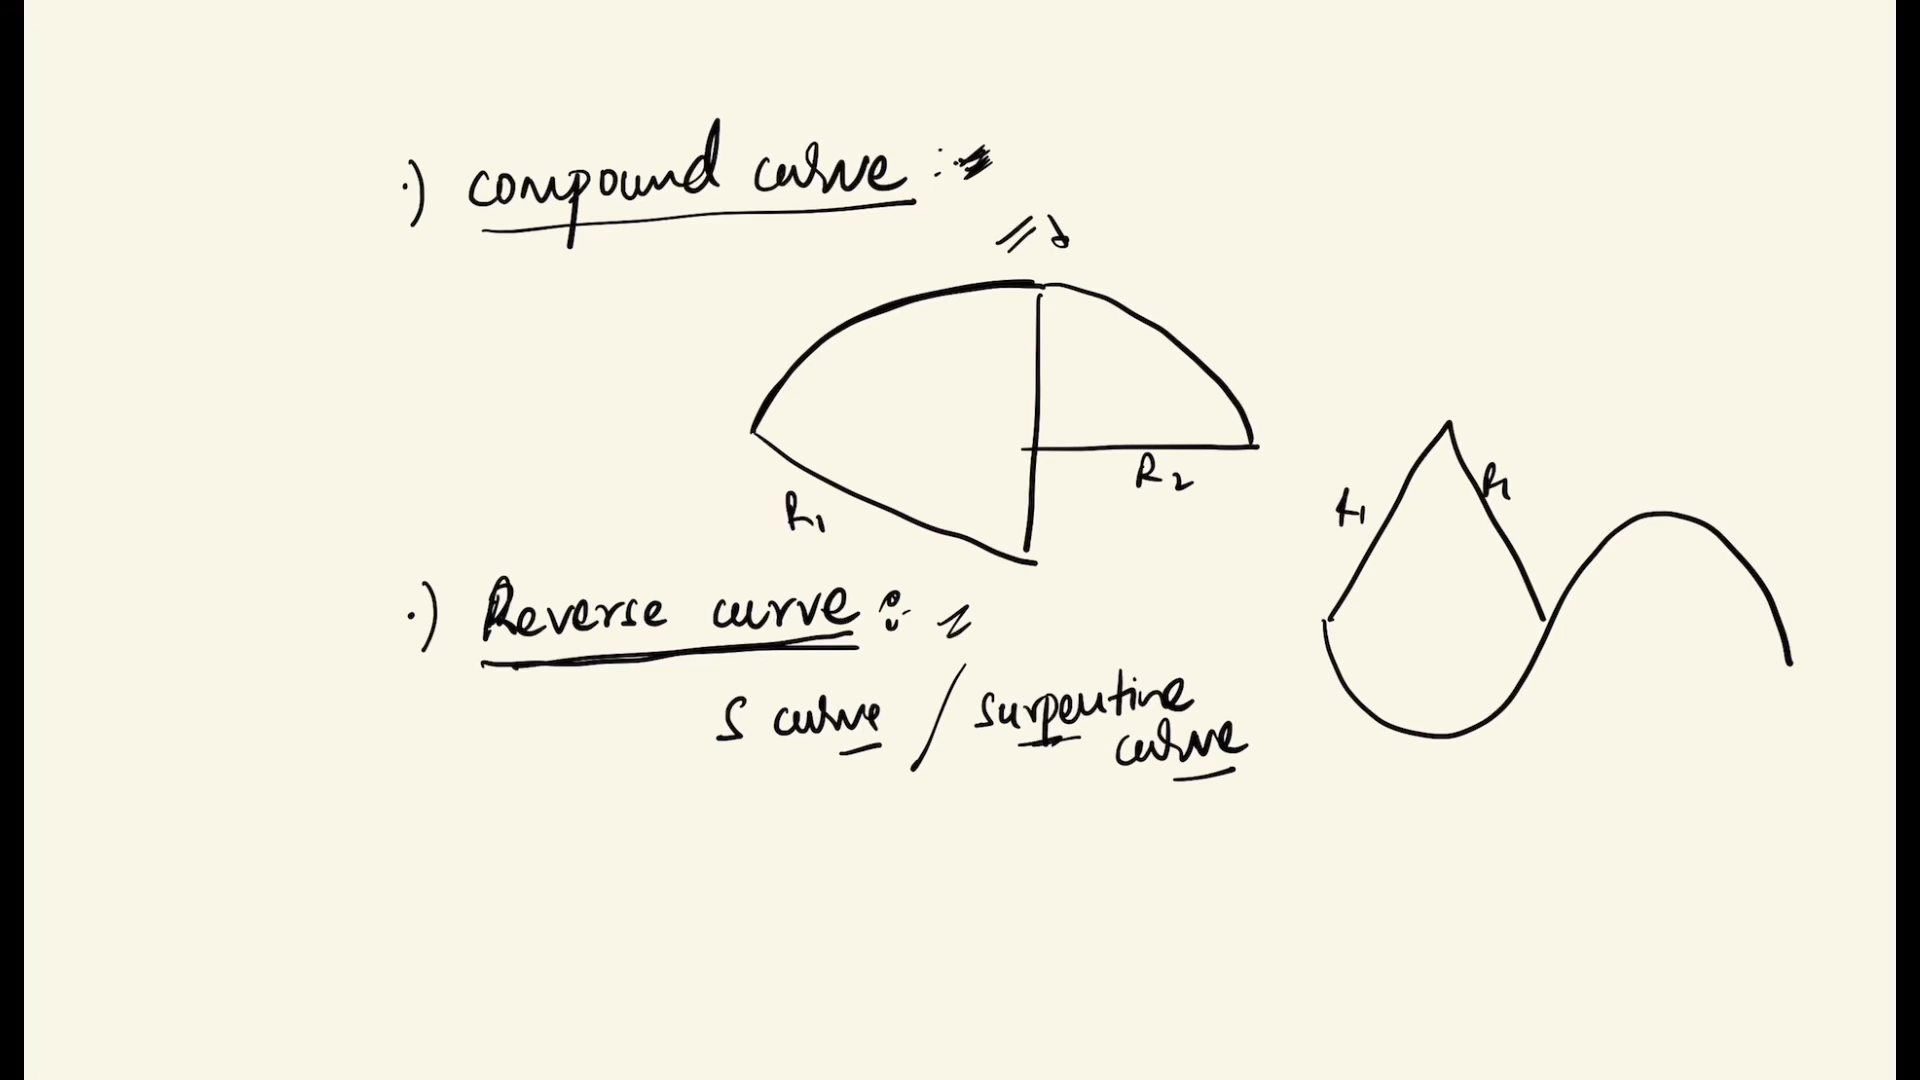 ·) compound curve :-
R₂
R₁
R₁
R₁
·) Reverse curve :-
S curve / surpentine
curve